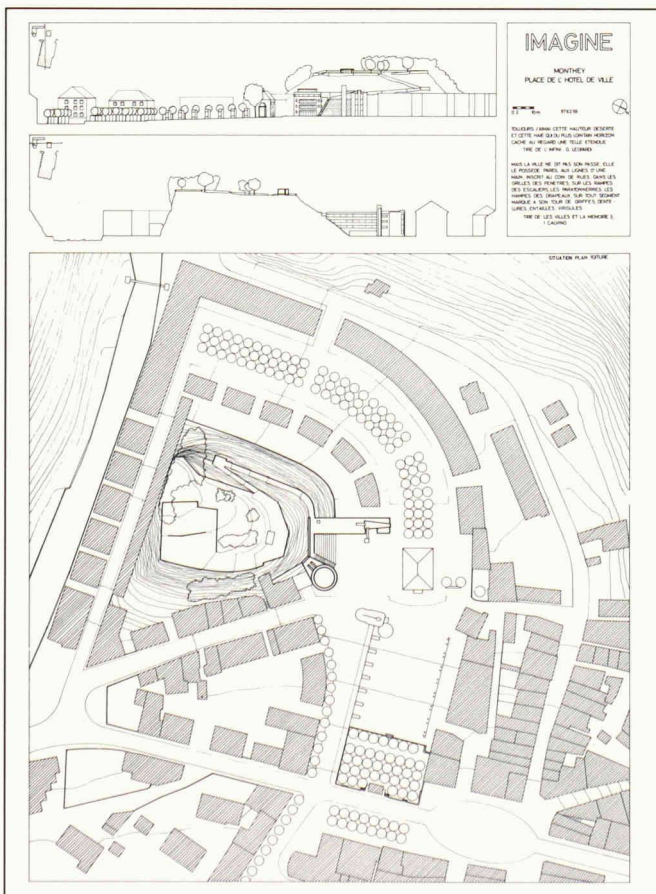 IMAGINE
MONTHEY
PLACE DE L' HOTEL DE VILLE
TOUJOURS J'AIMAI CETTE HAUTEUR DESERTE
ET CETTE HAIE QUI DU PLUS LOINTAIN HORIZON
CACHE AU REGARD UNE TELLE ETENDUE
TIRE DE L' INFINI . G. LEOPARDI
MAIS LA VILLE NE DIT PAS SON PASSE, ELLE
LE POSSEDE PAREIL AUX LIGNES D' UNE
MAIN, INSCRIT AU COIN DE RUES, DANS LES
GRILLES DES FENETRES, SUR LES RAMPES
DES ESCALIERS, LES PARATONNERRES, LES
HAMPES DES DRAPEAUX, SUR TOUT SEGMENT
MARQUE A SON TOUR DE GRIFFES, DENTE
LURES, ENTAILLES, VIRGULES
TIRE DE: LES VILLES ET LA MEMOIRE 3,
I. CALVINO
SITUATION PLAN TOITURE